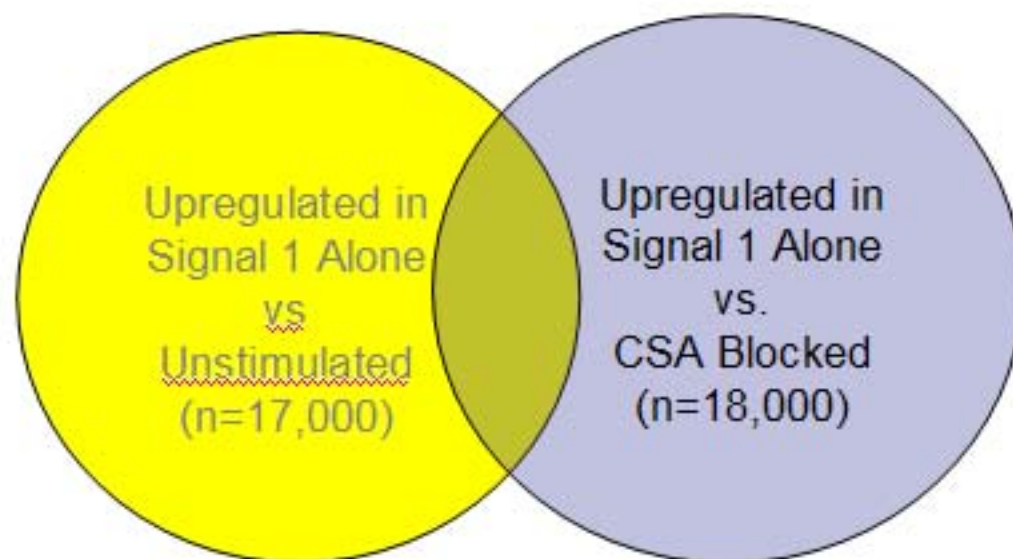 Upregulated in
Signal 1 Alone
vs
Unstimulated
(n=17,000)
Upregulated in
Signal 1 Alone
vs.
CSA Blocked
(n=18,000)